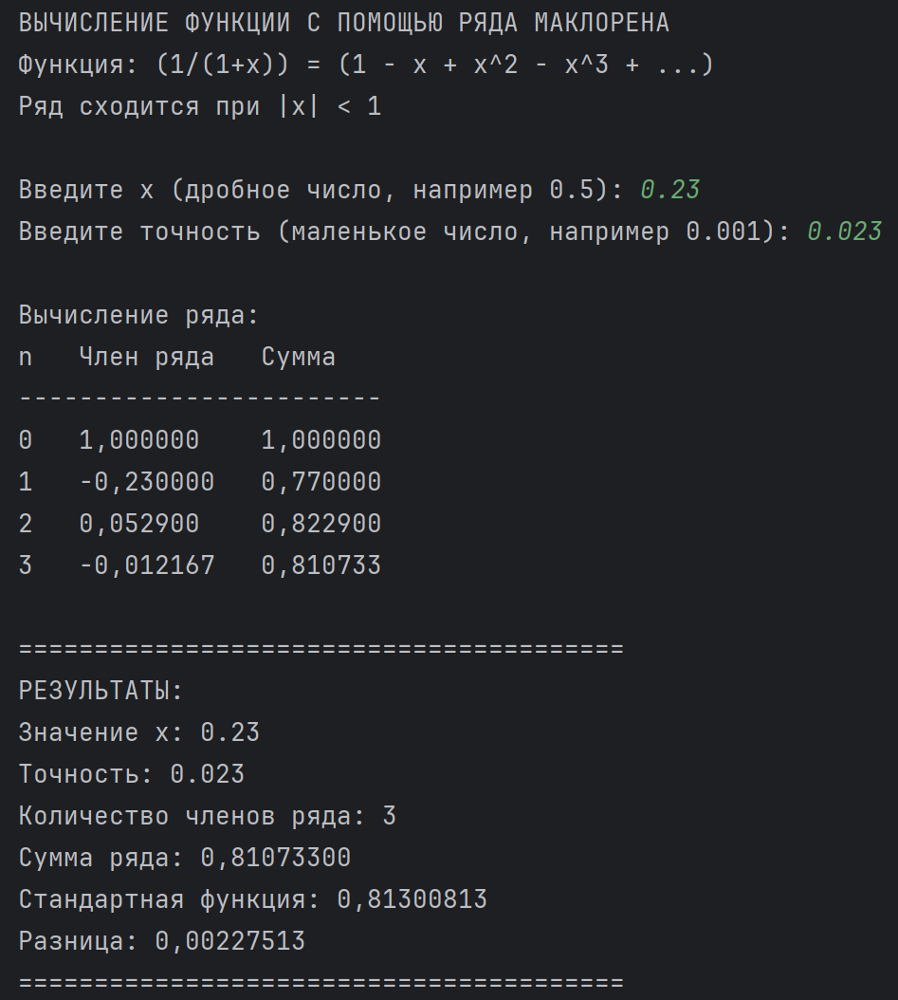 ВЫЧИСЛЕНИЕ ФУНКЦИИ С ПОМОЩЬЮ РЯДА МАКЛОРЕНА
Функция: (1/(1+x)) = (1 - x + x^2 - x^3 + ...)
Ряд сходится при |x| < 1
Введите x (дробное число, например 0.5): 0.23
Введите точность (маленькое число, например 0.001): 0.023
Вычисление ряда:
n   Член ряда   Сумма
------------------------
0   1,000000    1,000000
1   -0,230000   0,770000
2   0,052900    0,822900
3   -0,012167   0,810733
========================================
РЕЗУЛЬТАТЫ:
Значение x: 0.23
Точность: 0.023
Количество членов ряда: 3
Сумма ряда: 0,81073300
Стандартная функция: 0,81300813
Разница: 0,00227513
========================================